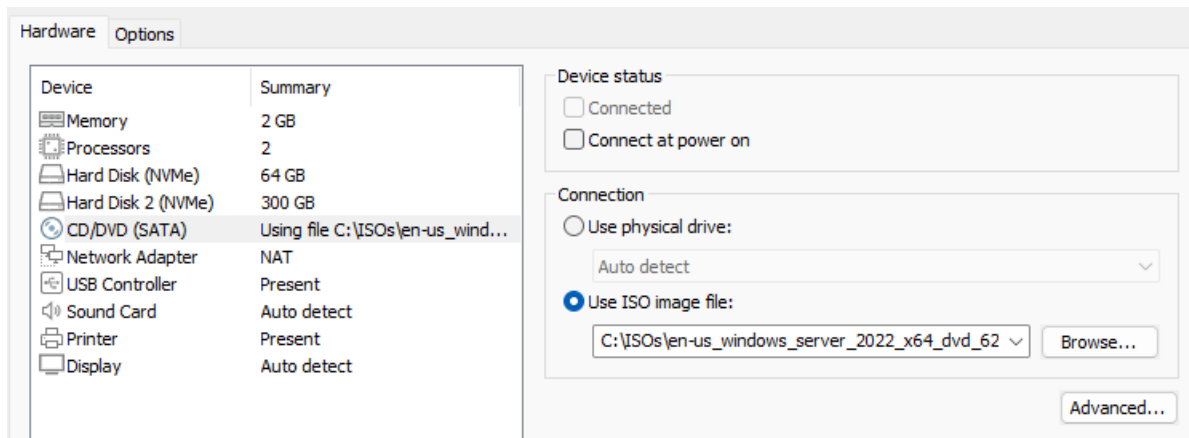 Hardware Options
Device Summary
Memory 2 GB
Processors 2
Hard Disk (NVMe) 64 GB
Hard Disk 2 (NVMe) 300 GB
CD/DVD (SATA) Using file C:\ISOs\en-us_wind...
Network Adapter NAT
USB Controller Present
Sound Card Auto detect
Printer Present
Display Auto detect
Device status
Connected
Connect at power on
Connection
Use physical drive:
Auto detect
Use ISO image file:
C:\ISOs\en-us_windows_server_2022_x64_dvd_62 Browse...
Advanced...